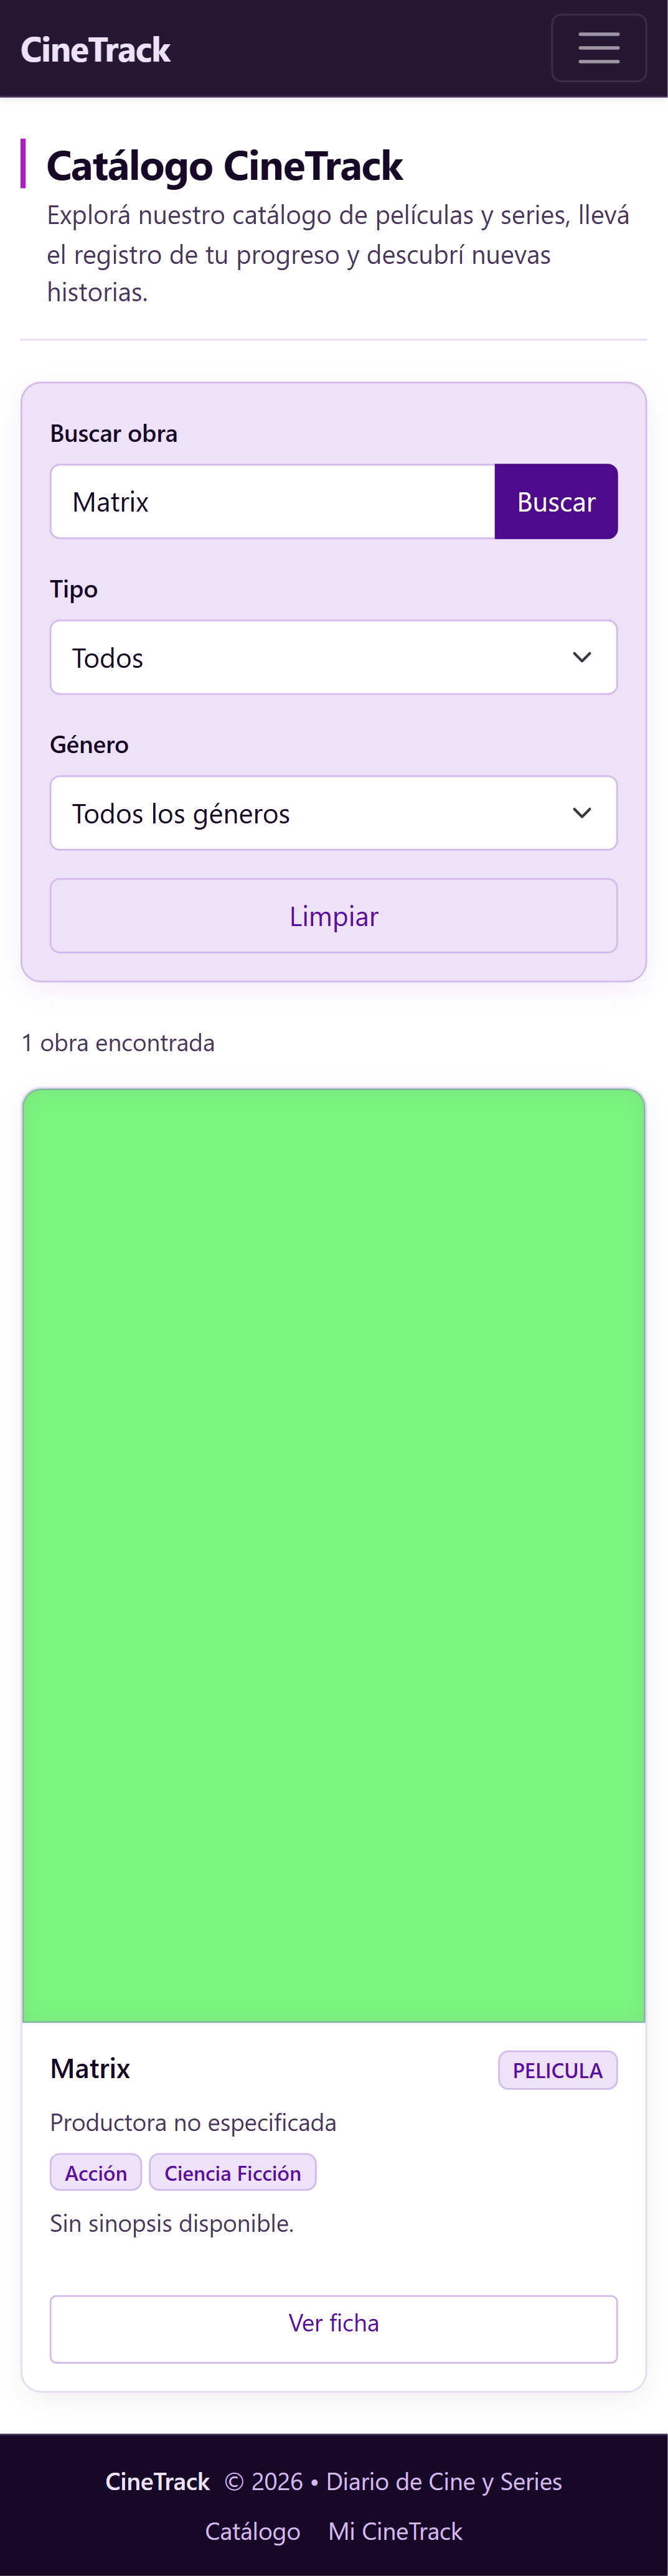 CineTrack
Catálogo CineTrack
Explorá nuestro catálogo de películas y series, llevá
el registro de tu progreso y descubrí nuevas
historias.
Buscar obra
Matrix Buscar
Tipo
Todos
Género
Todos los géneros
Limpiar
1 obra encontrada
Matrix PELICULA
Productora no especificada
Acción Ciencia Ficción
Sin sinopsis disponible.
Ver ficha
CineTrack © 2026 • Diario de Cine y Series
Catálogo Mi CineTrack